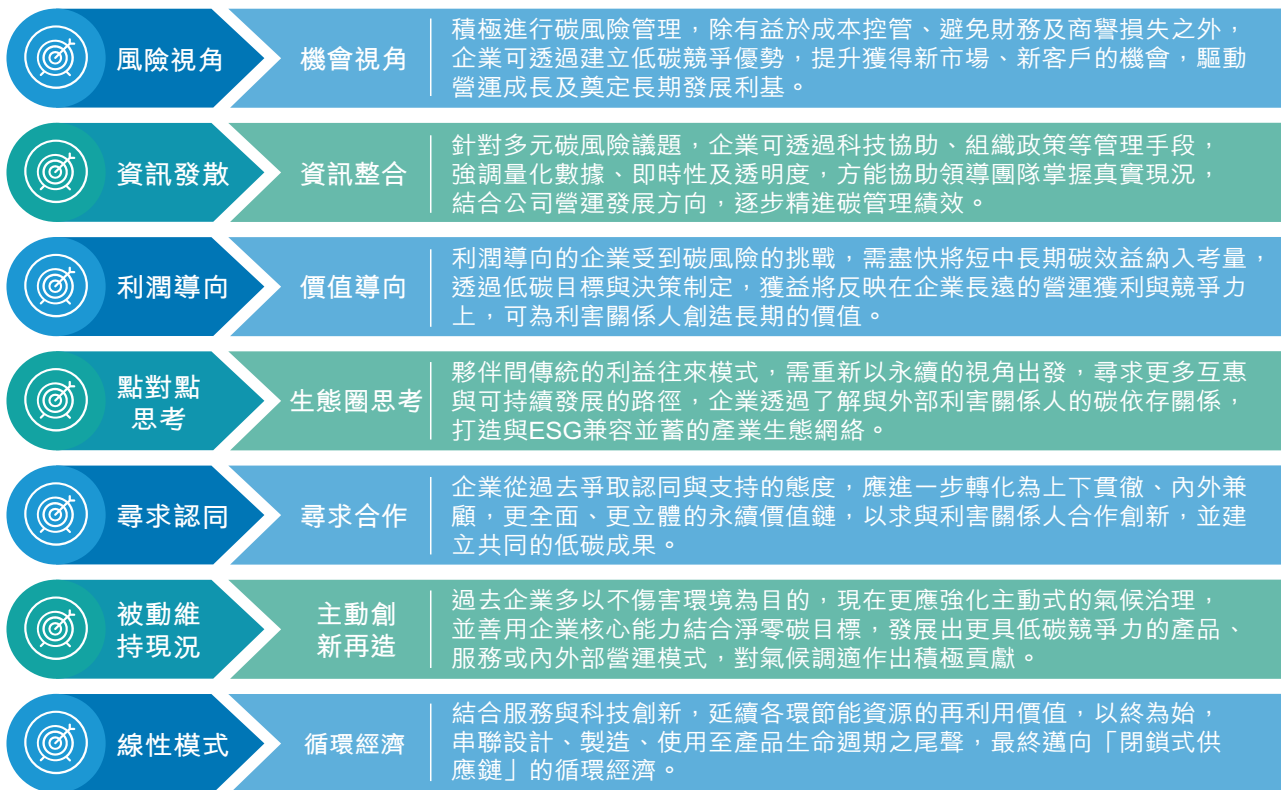 風險視角
機會視角
積極進行碳風險管理，除有益於成本控管、避免財務及商譽損失之外，
企業可透過建立低碳競爭優勢，提升獲得新市場、新客戶的機會，驅動
營運成長及奠定長期發展利基。
資訊發散
資訊整合
針對多元碳風險議題，企業可透過科技協助、組織政策等管理手段，
強調量化數據、即時性及透明度，方能協助領導團隊掌握真實現況，
結合公司營運發展方向，逐步精進碳管理績效。
利潤導向
價值導向
利潤導向的企業受到碳風險的挑戰，需盡快將短中長期碳效益納入考量，
透過低碳目標與決策制定，獲益將反映在企業長遠的營運獲利與競爭力
上，可為利害關係人創造長期的價值。
點對點
思考
生態圈思考
夥伴間傳統的利益往來模式，需重新以永續的視角出發，尋求更多互惠
與可持續發展的路徑，企業透過了解與外部利害關係人的碳依存關係，
打造與ESG兼容並蓄的產業生態網絡。
尋求認同
尋求合作
企業從過去爭取認同與支持的態度，應進一步轉化為上下貫徹、內外兼
顧，更全面、更立體的永續價值鏈，以求與利害關係人合作創新，並建
立共同的低碳成果。
被動維
持現況
主動創
新再造
過去企業多以不傷害環境為目的，現在更應強化主動式的氣候治理，
並善用企業核心能力結合淨零碳目標，發展出更具低碳競爭力的產品、
服務或內外部營運模式，對氣候調適作出積極貢獻。
線性模式
循環經濟
結合服務與科技創新，延續各環節能資源的再利用價值，以終為始，
串聯設計、製造、使用至產品生命週期之尾聲，最終邁向「閉鎖式供
應鏈」的循環經濟。